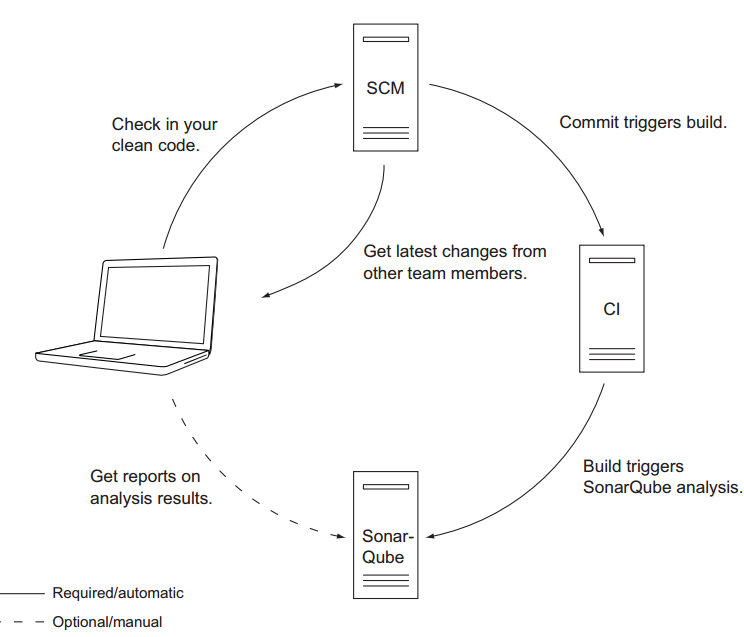 SCM
Check in your
clean code.
Commit triggers build.
Get latest changes from
other team members.
CI
Build triggers
SonarQube analysis.
Get reports on
analysis results.
Sonar-
Qube
Required/automatic
Optional/manual